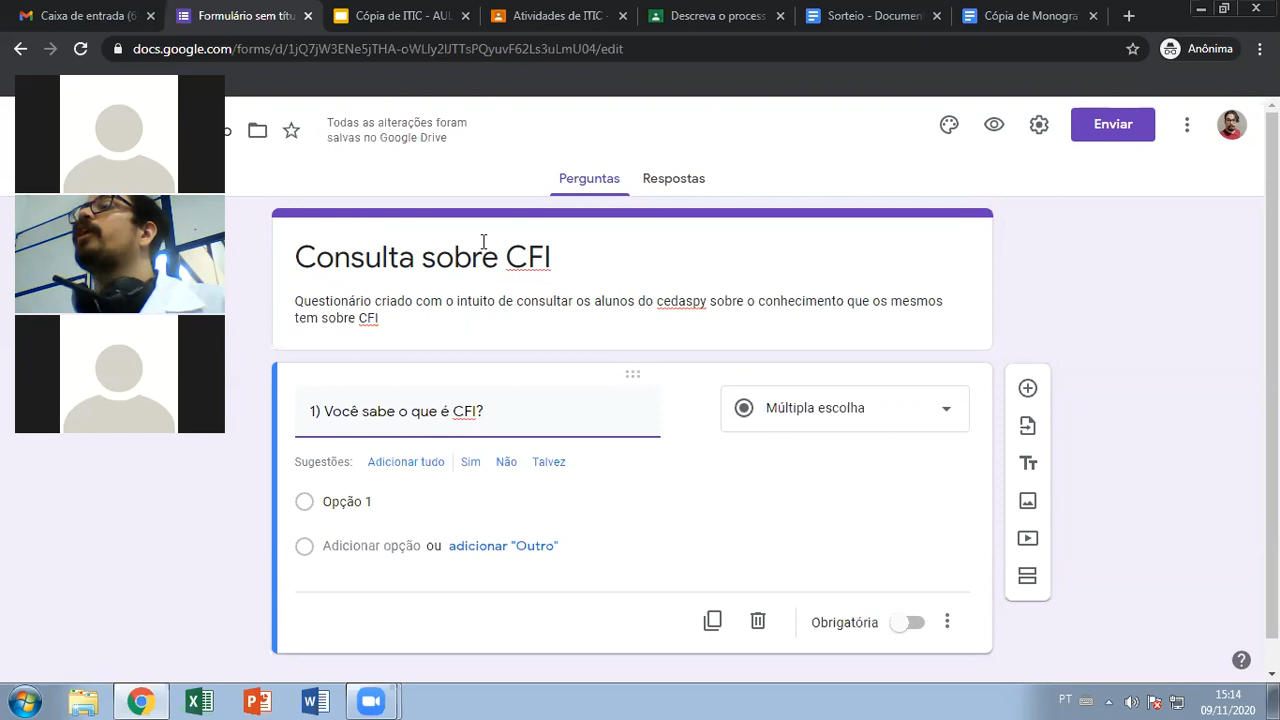 Caixa de entrada (6
Formulário sem títu
Cópia de ITIC - AUL
Atividades de ITIC -
Descreva o process
Sorteio - Documen
Cópia de Monogra
docs.google.com/forms/d/1jQ7jW3ENe5jTHA-oWLly2lJTTsPQyuvF62Ls3uLmU04/edit
Anônima
o
Todas as alterações foram
salvas no Google Drive
Enviar
Perguntas
Respostas
Consulta sobre CFI
Questionário criado com o intuito de consultar os alunos do cedaspy sobre o conhecimento que os mesmos
tem sobre CFI
1) Você sabe o que é CFI?
Múltipla escolha
Sugestões: Adicionar tudo Sim Não Talvez
Opção 1
Adicionar opção ou adicionar "Outro"
Obrigatória
PT
15:14
09/11/2020